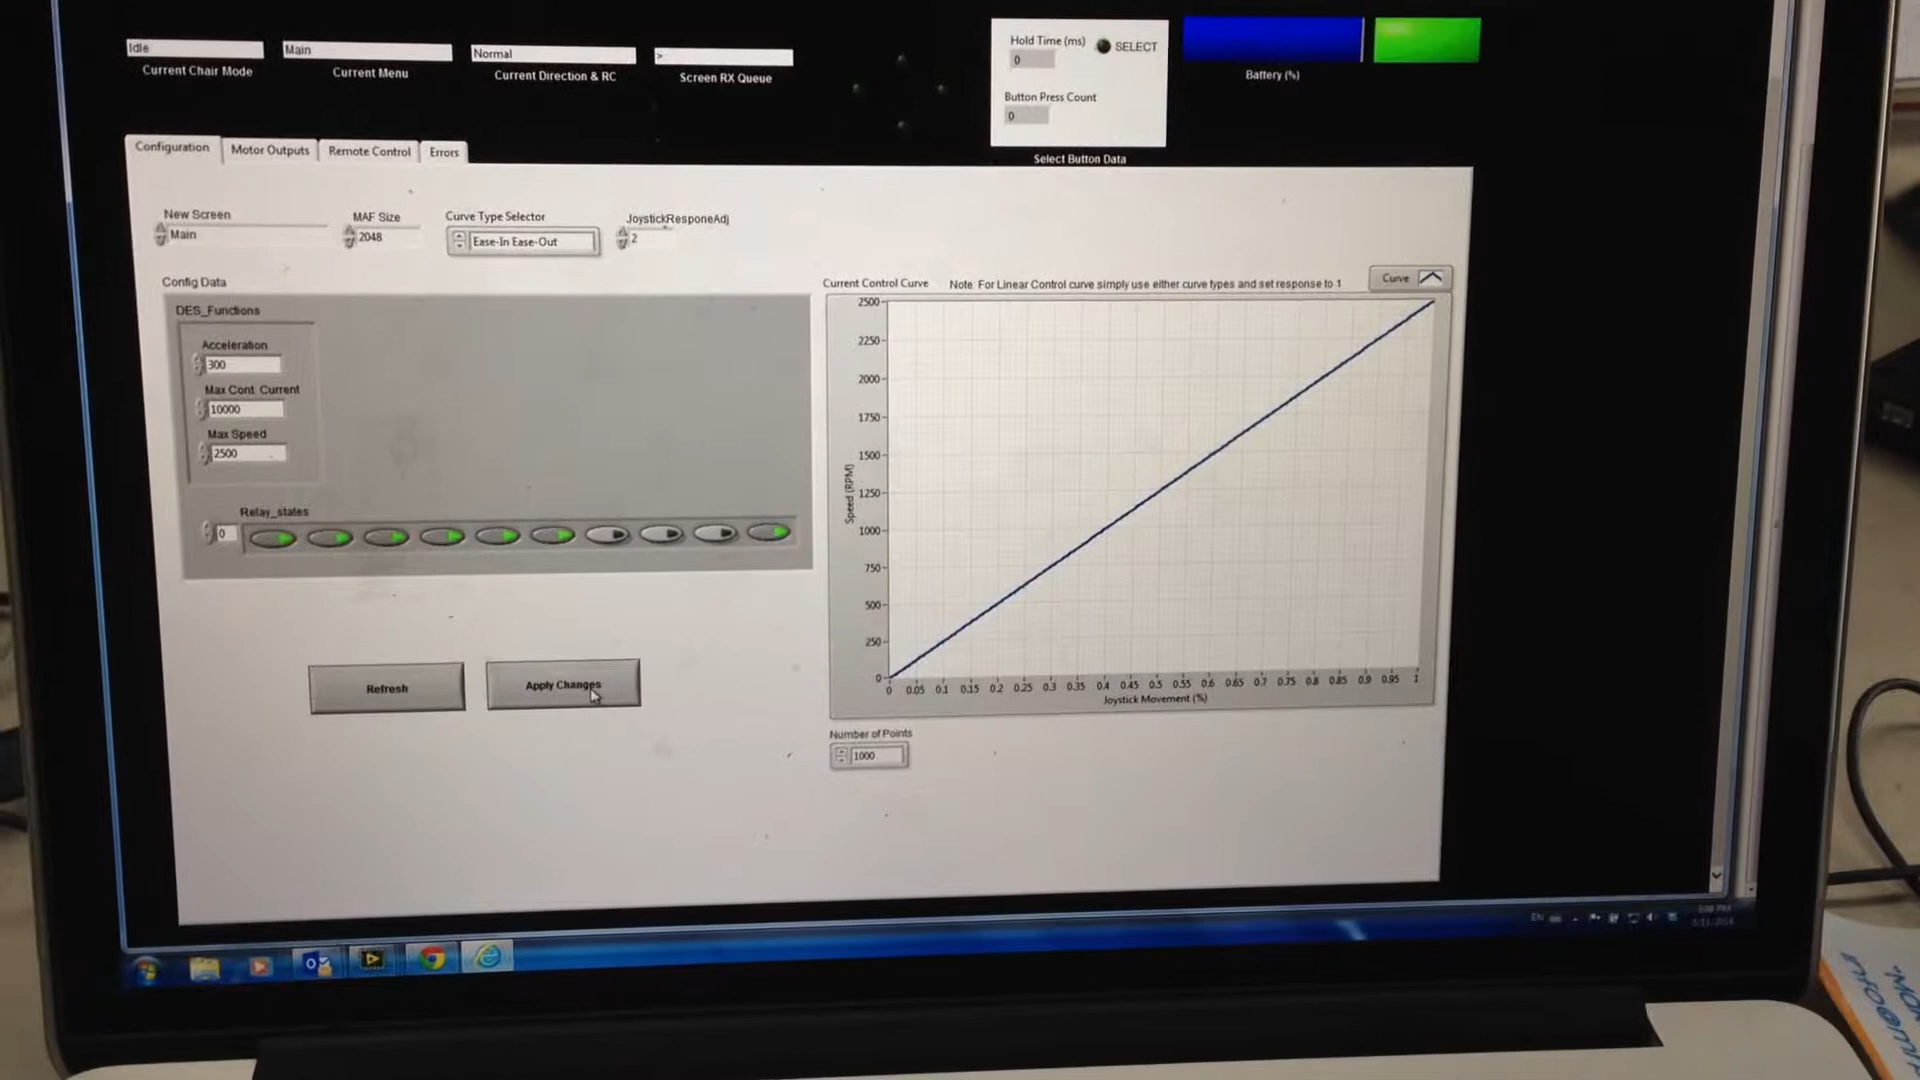 Idle
Current Chair Mode
Main
Current Menu
Normal
Current Direction & RC
>
Screen RX Queue
Hold Time (ms)
0
SELECT
Button Press Count
0
Select Button Data
Battery (%)
Configuration
Motor Outputs
Remote Control
Errors
New Screen
Main
MAF Size
2048
Curve Type Selector
Ease-In Ease-Out
JoystickResponeAdj
2
Config Data
DES_Functions
Acceleration
300
Max Cont. Current
10000
Max Speed
2500
Relay_states
0
Refresh
Apply Changes
Current Control Curve
Note: For Linear Control curve simply use either curve types and set response to 1
Curve
2500
2250
2000
1750
1500
1250
1000
750
500
250
0
Speed (RPM)
0 0.05 0.1 0.15 0.2 0.25 0.3 0.35 0.4 0.45 0.5 0.55 0.6 0.65 0.7 0.75 0.8 0.85 0.9 0.95 1
Joystick Movement (%)
Number of Points
1000
EN